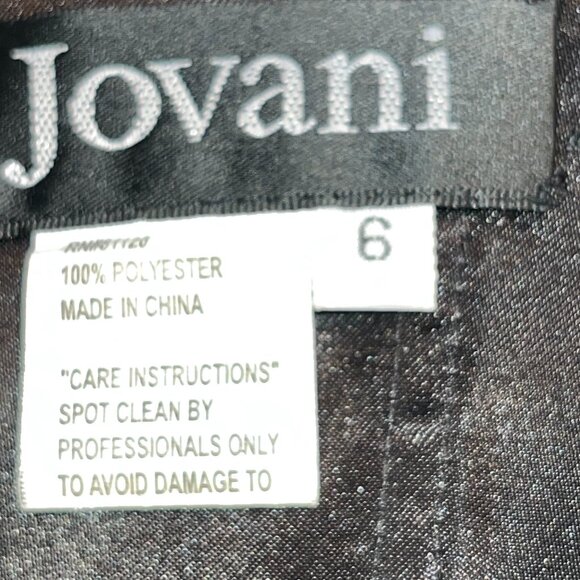 Jovani
6
100% POLYESTER
MADE IN CHINA
"CARE INSTRUCTIONS"
SPOT CLEAN BY
PROFESSIONALS ONLY
TO AVOID DAMAGE TO